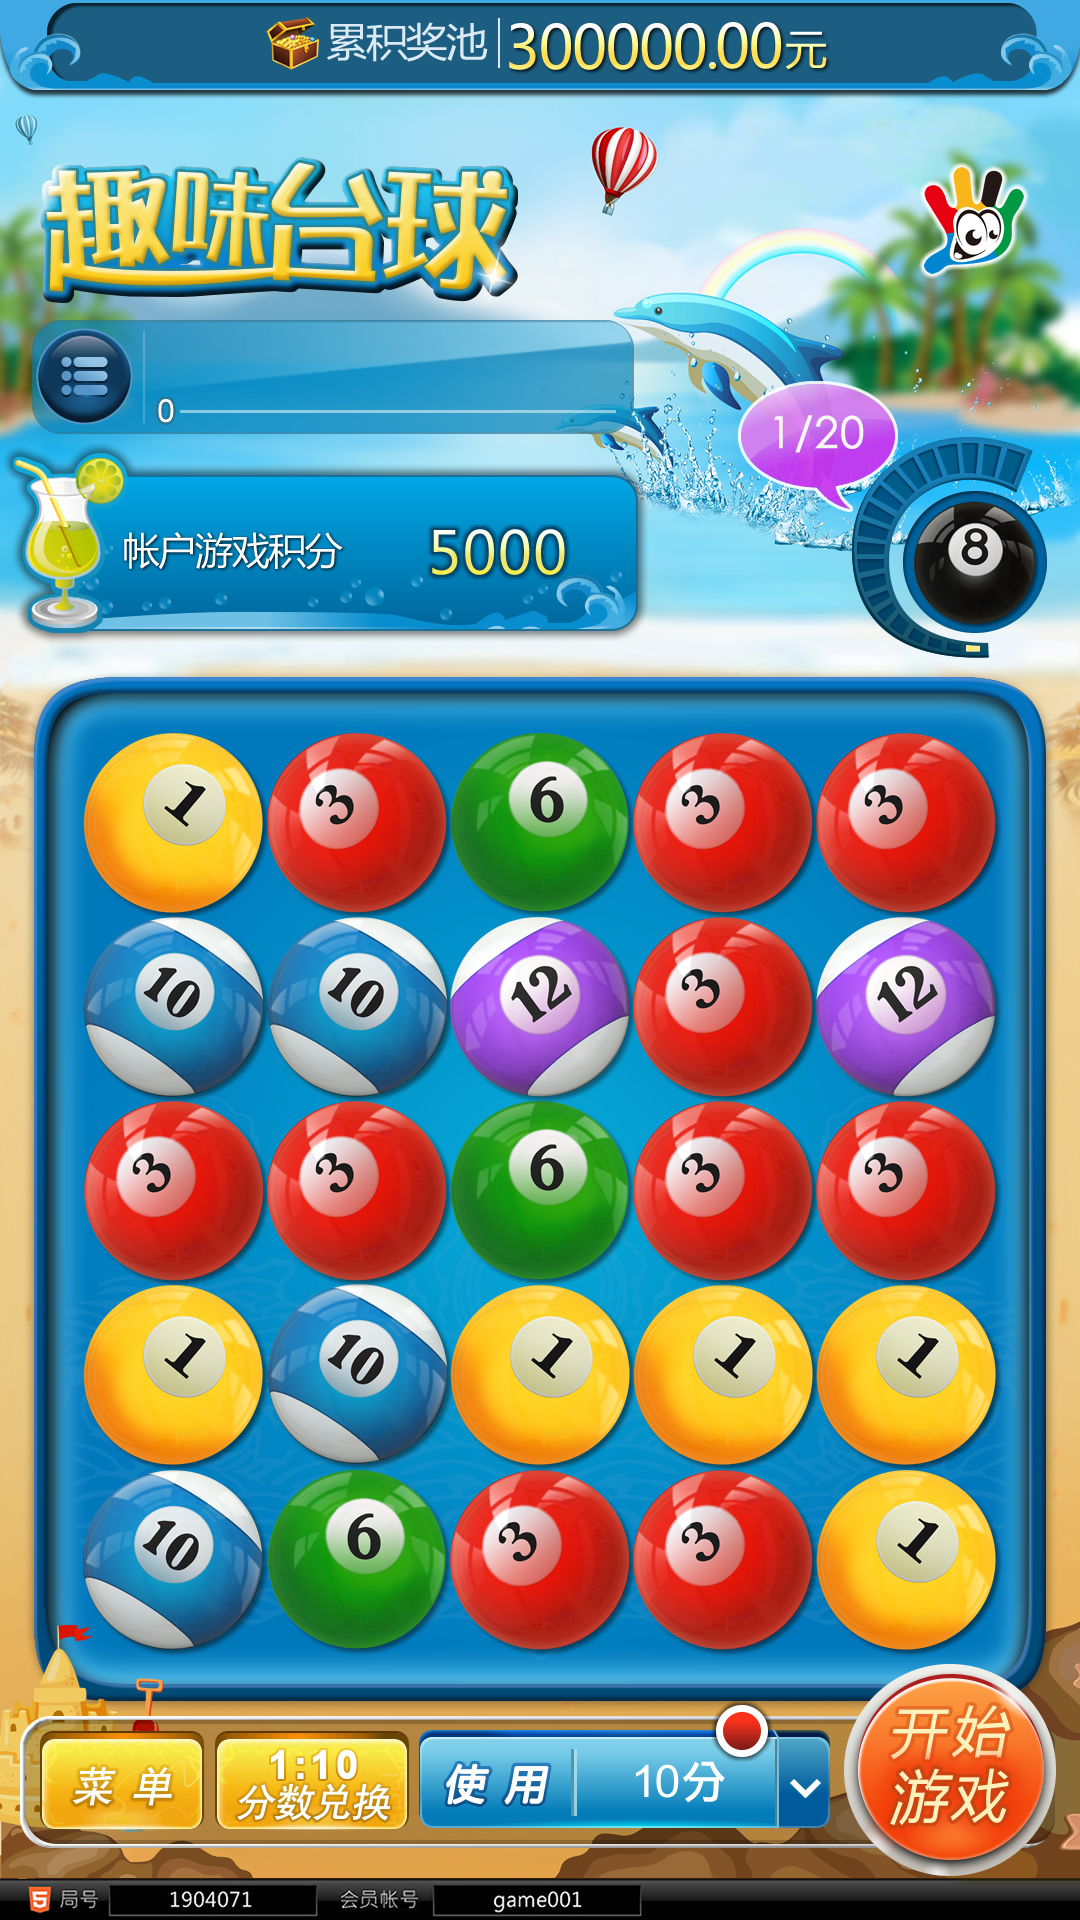 累积奖池 300000.00元
趣味台球
0
1/20
帐户游戏积分 5000
8
1 3 6 3 3
10 10 12 3 12
3 3 6 3 3
1 10 1 1 1
10 6 3 3 1
菜 单
1:10
分数兑换
使 用 10分
开始
游戏
5 局号 1904071 会员帐号 game001